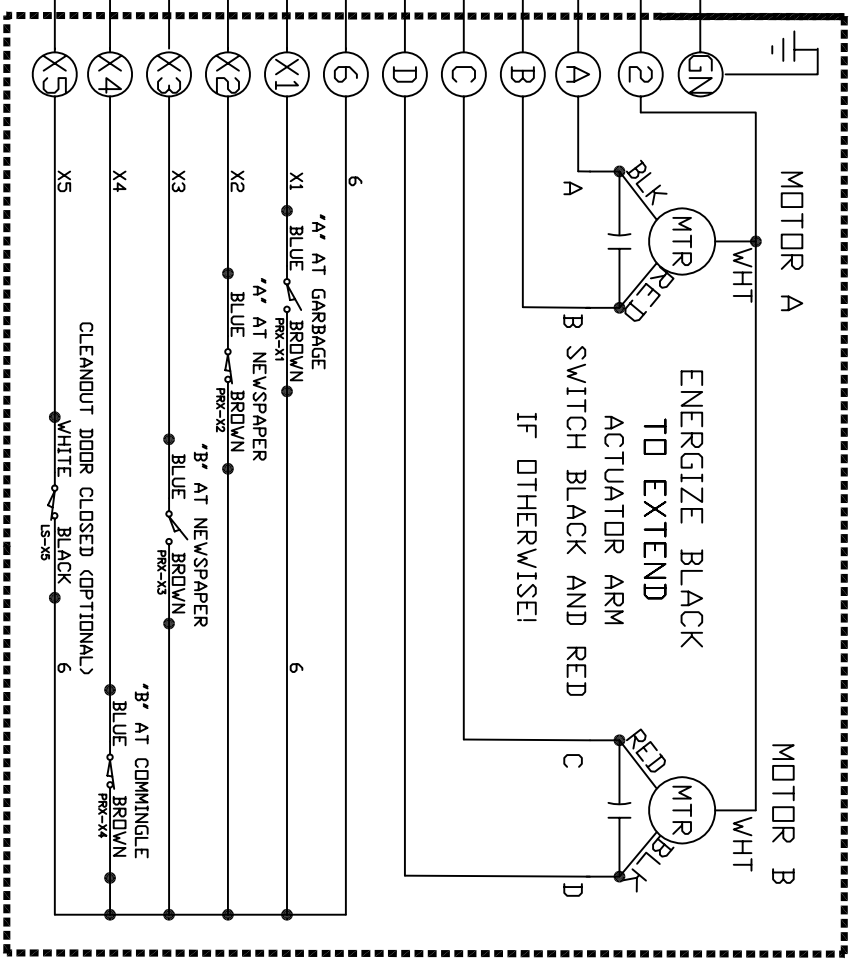 GN
2
A
B
C
D
6
X1
X2
X3
X4
X5
MOTOR A
MOTOR B
WHT
MTR
BLK
RED
A
B
WHT
MTR
RED
BLK
C
D
ENERGIZE BLACK
TO EXTEND
ACTUATOR ARM
SWITCH BLACK AND RED
IF OTHERWISE!
6
"A" AT GARBAGE
X1
BLUE
BROWN
PRX-X1
6
"A" AT NEWSPAPER
X2
BLUE
BROWN
PRX-X2
"B" AT NEWSPAPER
X3
BLUE
BROWN
PRX-X3
"B" AT COMMINGLE
X4
BLUE
BROWN
PRX-X4
CLEANOUT DOOR CLOSED (OPTIONAL)
X5
WHITE
BLACK
LS-X5
6